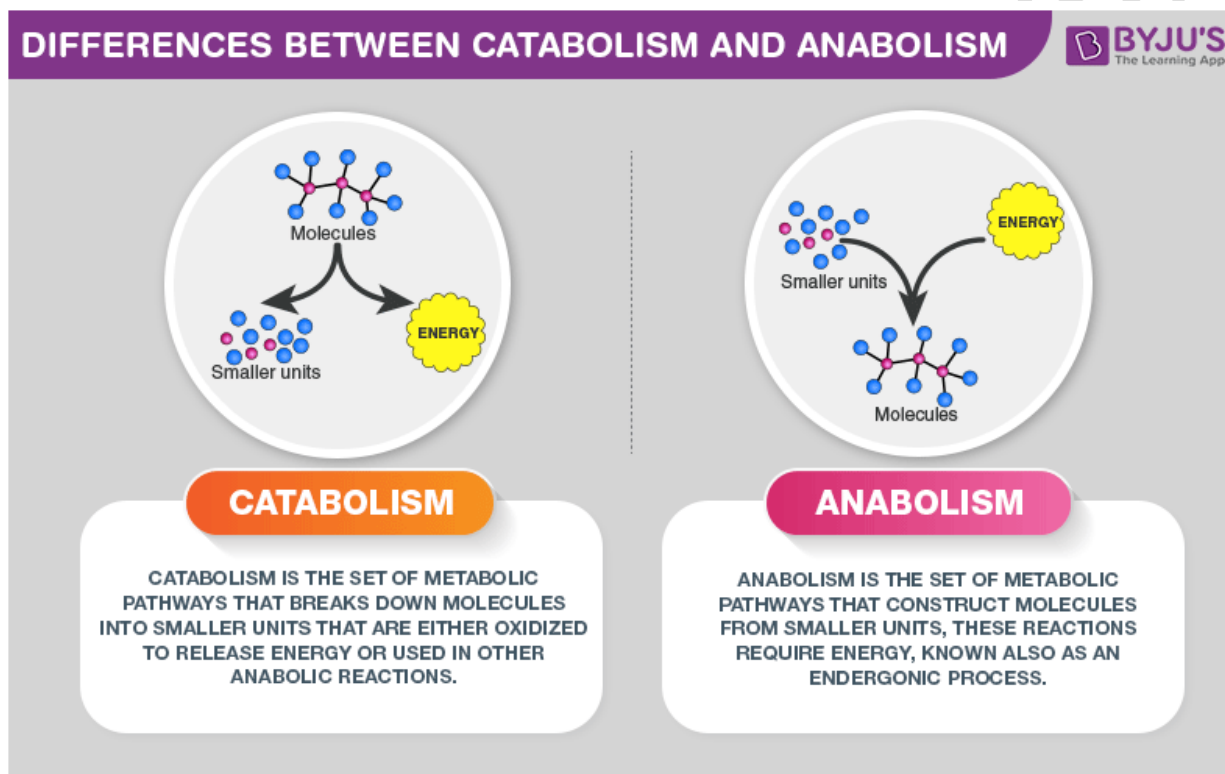 DIFFERENCES BETWEEN CATABOLISM AND ANABOLISM
BYJU'S
The Learning App
Molecules
Smaller units
ENERGY
CATABOLISM
CATABOLISM IS THE SET OF METABOLIC
PATHWAYS THAT BREAKS DOWN MOLECULES
INTO SMALLER UNITS THAT ARE EITHER OXIDIZED
TO RELEASE ENERGY OR USED IN OTHER
ANABOLIC REACTIONS.
Smaller units
ENERGY
Molecules
ANABOLISM
ANABOLISM IS THE SET OF METABOLIC
PATHWAYS THAT CONSTRUCT MOLECULES
FROM SMALLER UNITS, THESE REACTIONS
REQUIRE ENERGY, KNOWN ALSO AS AN
ENDERGONIC PROCESS.